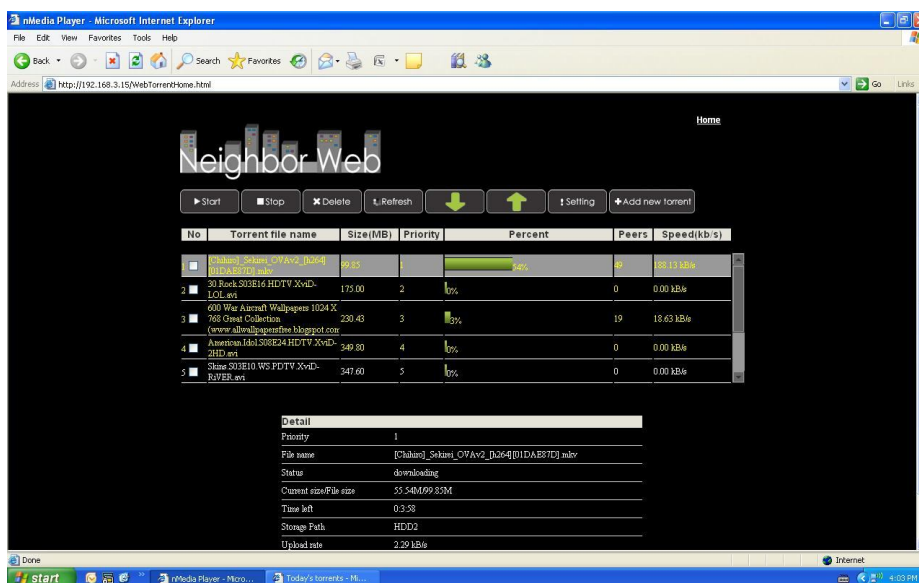 nMedia Player - Microsoft Internet Explorer
File Edit View Favorites Tools Help
Back Search Favorites
Address http://192.168.3.15/WebTorrentHome.html Go Links
Home
Neighbor Web
Start Stop Delete Refresh Setting Add new torrent
No Torrent file name Size(MB) Priority Percent Peers Speed(kb/s)
1 [Chihiro]_Sekirei_OVAv2_[h264] 99.85 1 54% 49 188.13 kB/s
[01DAE87D].mkv
2 30.Rock.S03E16.HDTV.XviD- 175.00 2 0% 0 0.00 kB/s
LOL.avi
600 War Aircraft Wallpapers 1024 X
3 768 Great Collection 230.43 3 3% 19 18.63 kB/s
(www.allwallpapersfree.blogspot.com
4 American.Idol.S08E24.HDTV.XviD- 349.80 4 0% 0 0.00 kB/s
2HD.avi
5 Skins.S03E10.WS.PDTV.XviD- 347.60 5 0% 0 0.00 kB/s
RiVER.avi
Detail
Priority 1
File name [Chihiro]_Sekirei_OVAv2_[h264][01DAE87D].mkv
Status downloading
Current size/File size 55.54M/99.85M
Time left 0:3:58
Storage Path HDD2
Upload rate 2.29 kB/s
Done Internet
start nMedia Player - Micro... Today's torrents - Mi... 4:03 PM